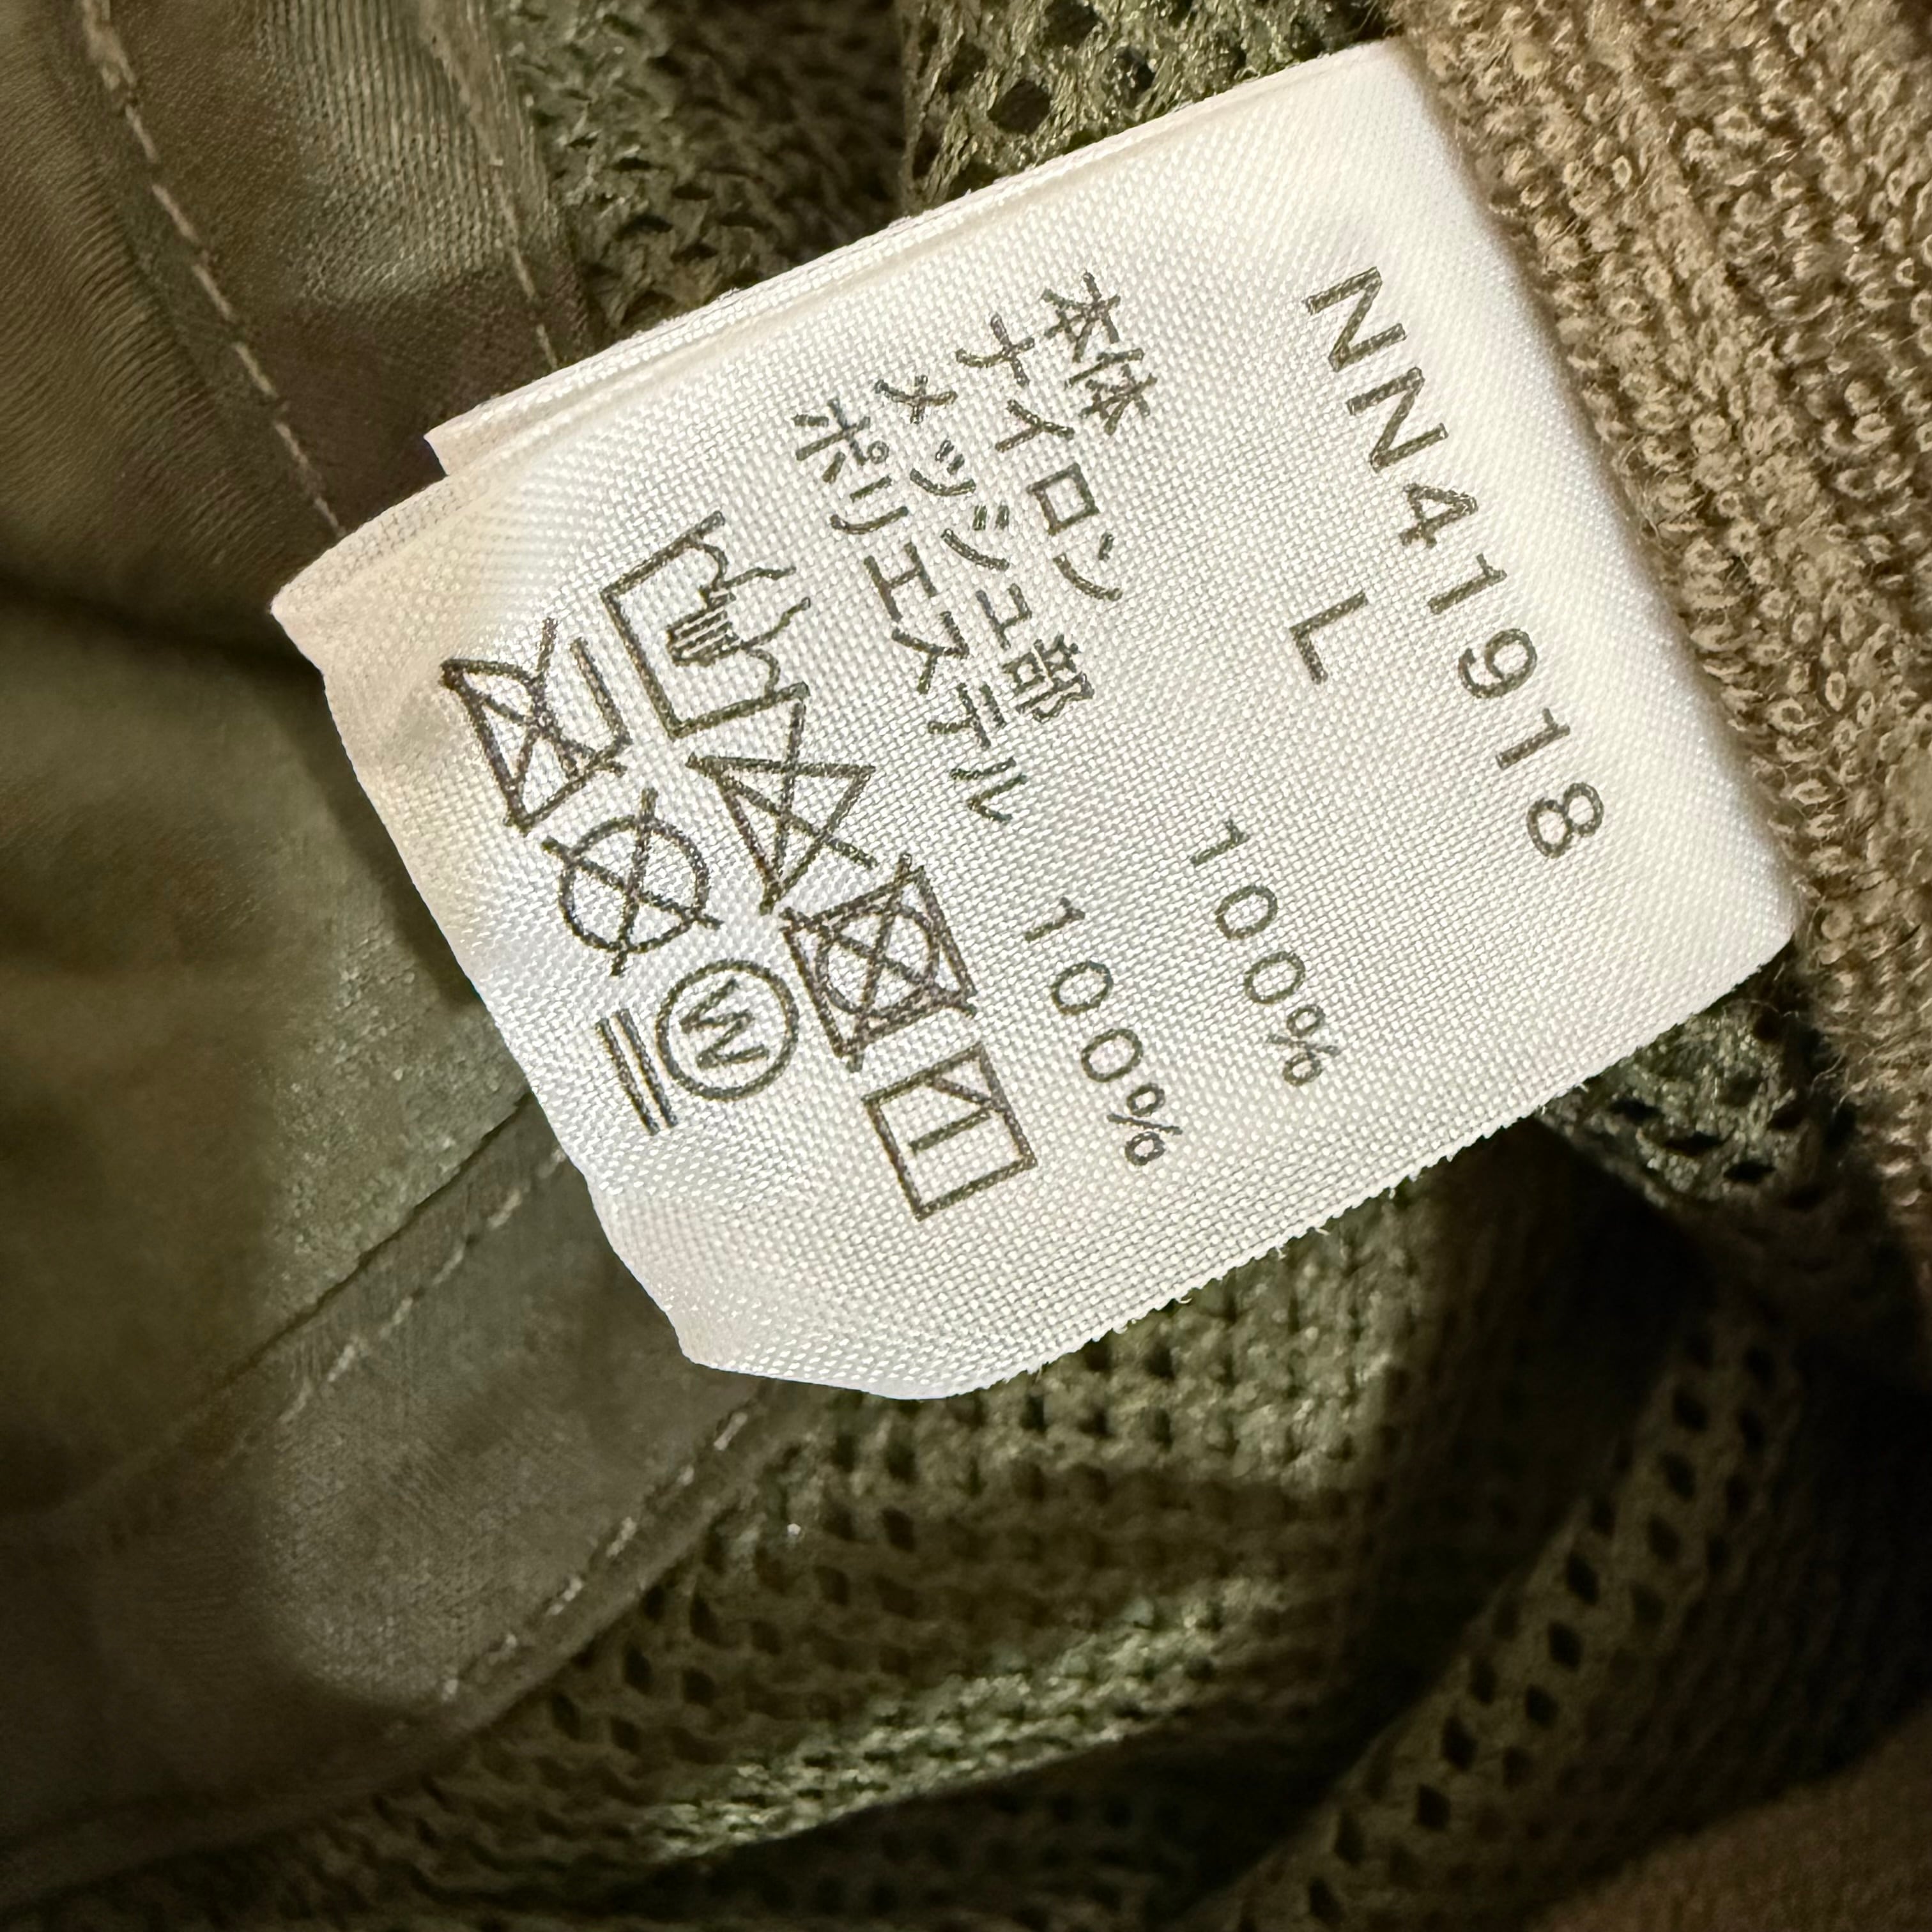 NN41918
L
本体
ナイロン 100%
メッシュ部
ポリエステル 100%
W